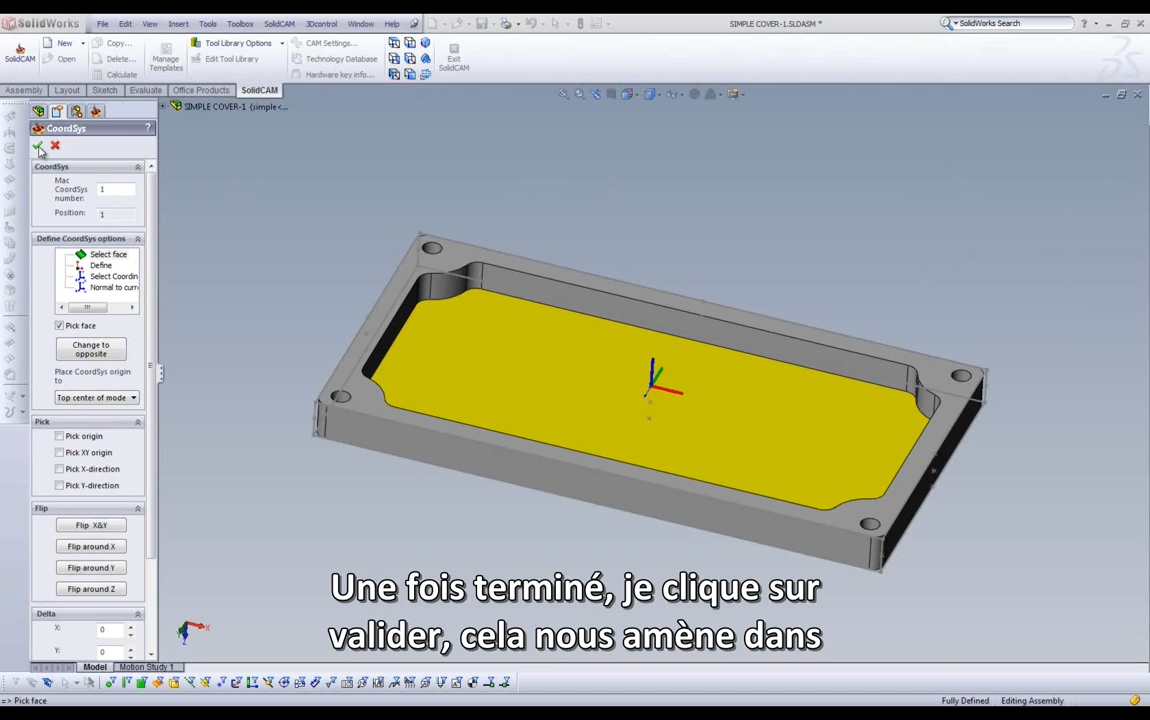 SolidWorks File Edit View Insert Tools Toolbox SolidCAM 3Dcontrol Window Help SIMPLE COVER-1.SLDASM * SolidWorks Search
SolidCAM
New
Open
Copy...
Delete...
Calculate
Manage
Templates
Tool Library Options
Edit Tool Library
CAM Settings...
Technology Database
Hardware key info...
Exit
SolidCAM
Assembly Layout Sketch Evaluate Office Products SolidCAM
SIMPLE COVER-1 (simple<...
CoordSys ?
CoordSys
Mac
CoordSys
number:
1
Position: 1
Define CoordSys options
Select face
Define
Select Coordin
Normal to curr
Pick face
Change to
opposite
Place CoordSys origin
to
Top center of mode
Pick
Pick origin
Pick XY origin
Pick X-direction
Pick Y-direction
Flip
Flip X&Y
Flip around X
Flip around Y
Flip around Z
Delta
X: 0
Y: 0
Une fois terminé, je clique sur
valider, cela nous amène dans
Model Motion Study 1
=> Pick face Fully Defined Editing Assembly